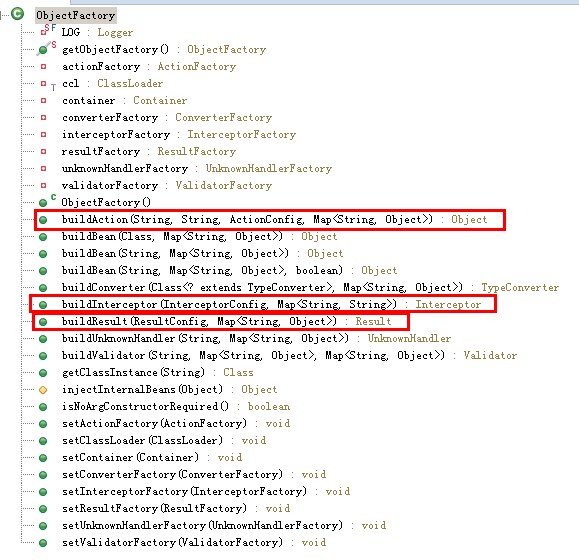 ObjectFactory
LOG : Logger
getObjectFactory() : ObjectFactory
actionFactory : ActionFactory
ccl : ClassLoader
container : Container
converterFactory : ConverterFactory
interceptorFactory : InterceptorFactory
resultFactory : ResultFactory
unknownHandlerFactory : UnknownHandlerFactory
validatorFactory : ValidatorFactory
ObjectFactory()
buildAction(String, String, ActionConfig, Map<String, Object>) : Object
buildBean(Class, Map<String, Object>) : Object
buildBean(String, Map<String, Object>) : Object
buildBean(String, Map<String, Object>, boolean) : Object
buildConverter(Class<? extends TypeConverter>, Map<String, Object>) : TypeConverter
buildInterceptor(InterceptorConfig, Map<String, String>) : Interceptor
buildResult(ResultConfig, Map<String, Object>) : Result
buildUnknownHandler(String, Map<String, Object>) : UnknownHandler
buildValidator(String, Map<String, Object>, Map<String, Object>) : Validator
getClassInstance(String) : Class
injectInternalBeans(Object) : Object
isNoArgConstructorRequired() : boolean
setActionFactory(ActionFactory) : void
setClassLoader(ClassLoader) : void
setContainer(Container) : void
setConverterFactory(ConverterFactory) : void
setInterceptorFactory(InterceptorFactory) : void
setResultFactory(ResultFactory) : void
setUnknownHandlerFactory(UnknownHandlerFactory) : void
setValidatorFactory(ValidatorFactory) : void